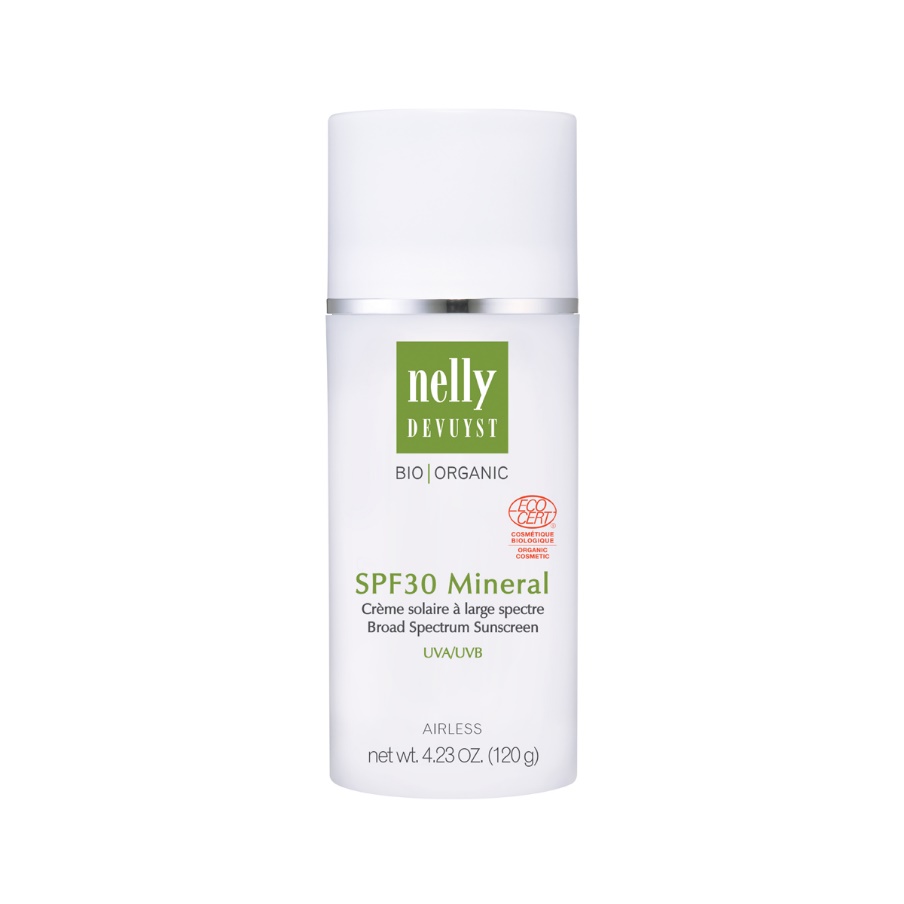 nelly
DEVUYST
BIO | ORGANIC
ECO
CERT®
COSMÉTIQUE
BIOLOGIQUE
ORGANIC
COSMETIC
SPF30 Mineral
Crème solaire à large spectre
Broad Spectrum Sunscreen
UVA/UVB
AIRLESS
net wt. 4.23 OZ. (120 g)